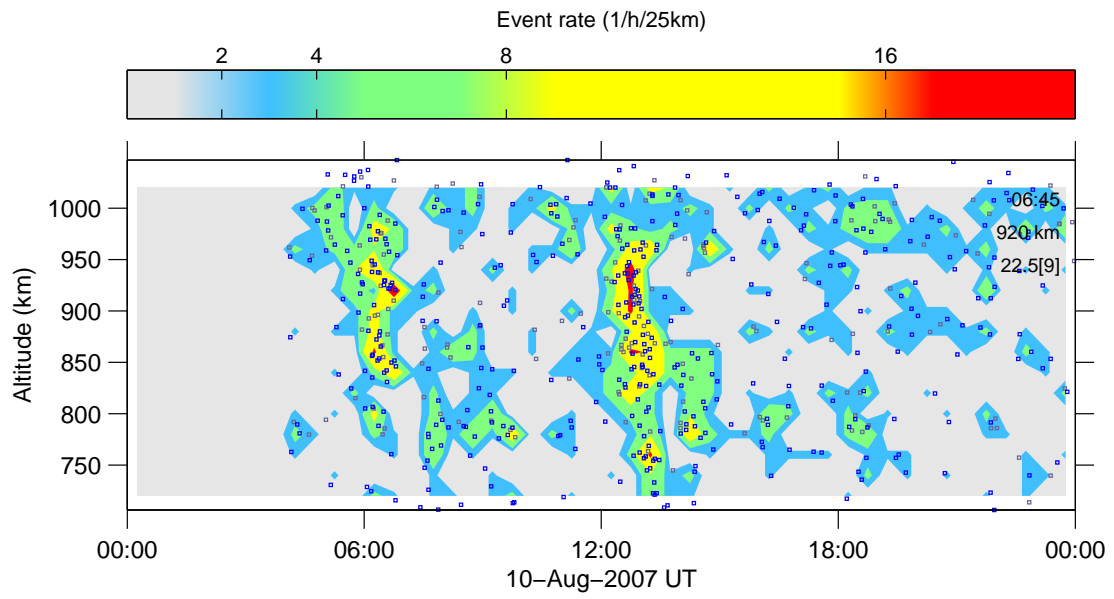 Event rate (1/h/25km)
2 4 8 16
Altitude (km)
1000
950
900
850
800
750
06:45
920 km
22.5[9]
00:00 06:00 12:00 18:00 00:00
10−Aug−2007 UT